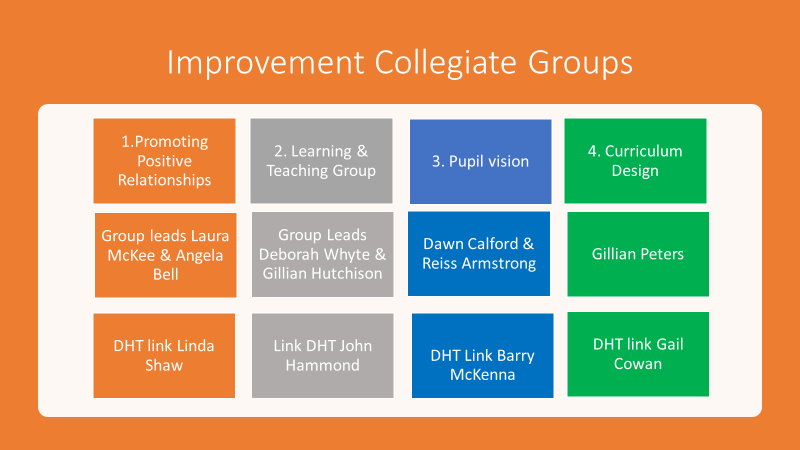 Improvement Collegiate Groups
1.Promoting
Positive
Relationships
2. Learning &
Teaching Group
3. Pupil vision
4. Curriculum
Design
Group leads Laura
McKee & Angela
Bell
Group Leads
Deborah Whyte &
Gillian Hutchison
Dawn Calford &
Reiss Armstrong
Gillian Peters
DHT link Linda
Shaw
Link DHT John
Hammond
DHT Link Barry
McKenna
DHT link Gail
Cowan